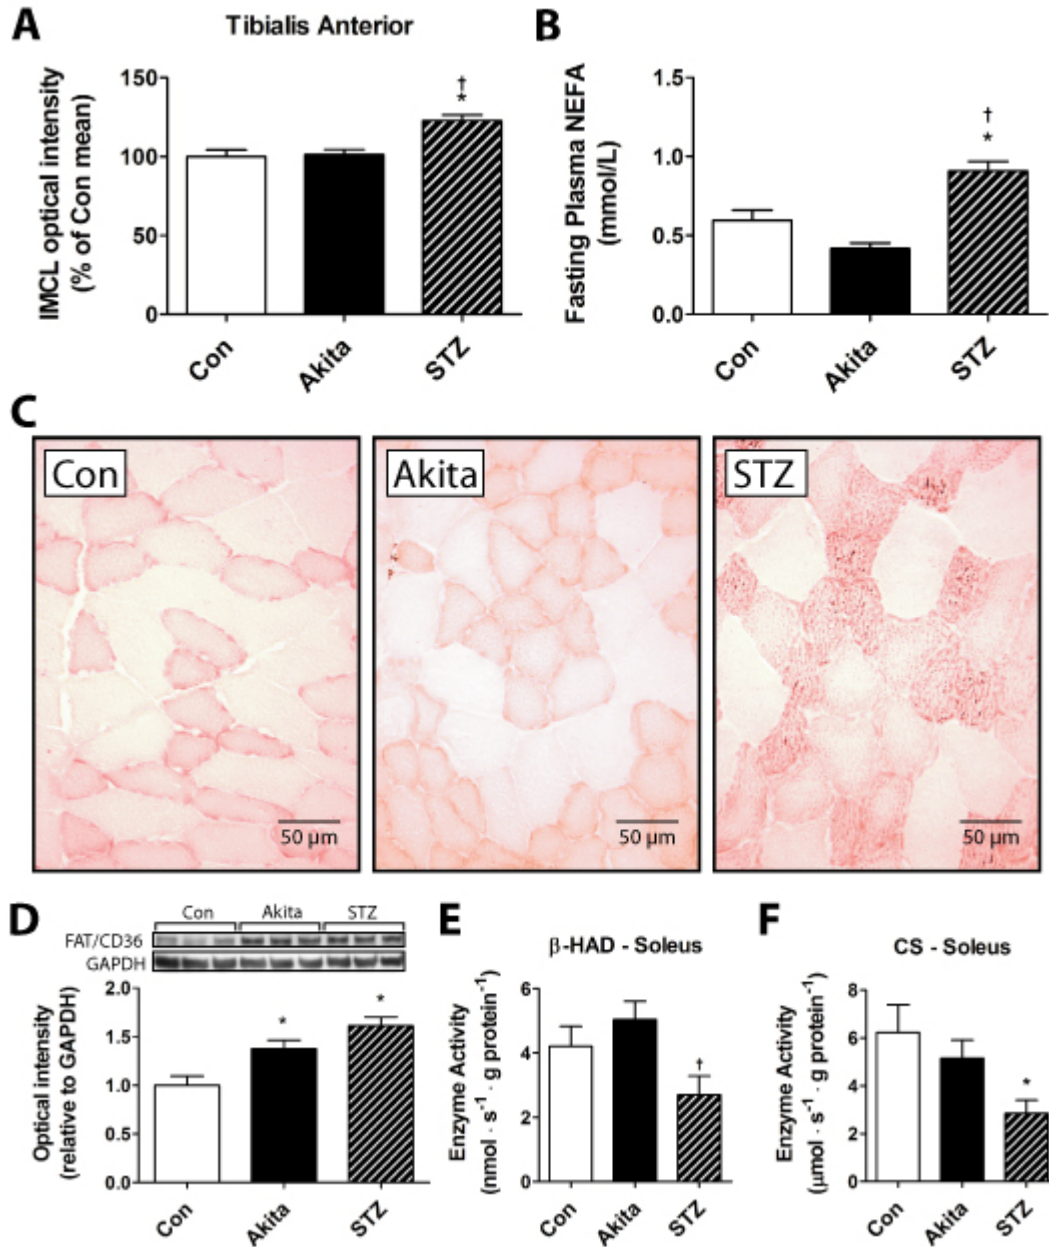 A
Tibialis Anterior
IMCL optical intensity
(% of Con mean)
150
100
50
0
†
*
Con
Akita
STZ
B
Fasting Plasma NEFA
(mmol/L)
1.5
1.0
0.5
0.0
†
*
Con
Akita
STZ
C
Con
50 μm
Akita
50 μm
STZ
50 μm
D
Con
Akita
STZ
FAT/CD36
GAPDH
Optical intensity
(relative to GAPDH)
2.0
1.5
1.0
0.5
0.0
*
*
Con
Akita
STZ
E
β-HAD - Soleus
Enzyme Activity
(nmol · s⁻¹ · g protein⁻¹)
6
4
2
0
†
Con
Akita
STZ
F
CS - Soleus
Enzyme Activity
(μmol · s⁻¹ · g protein⁻¹)
8
6
4
2
0
*
Con
Akita
STZ